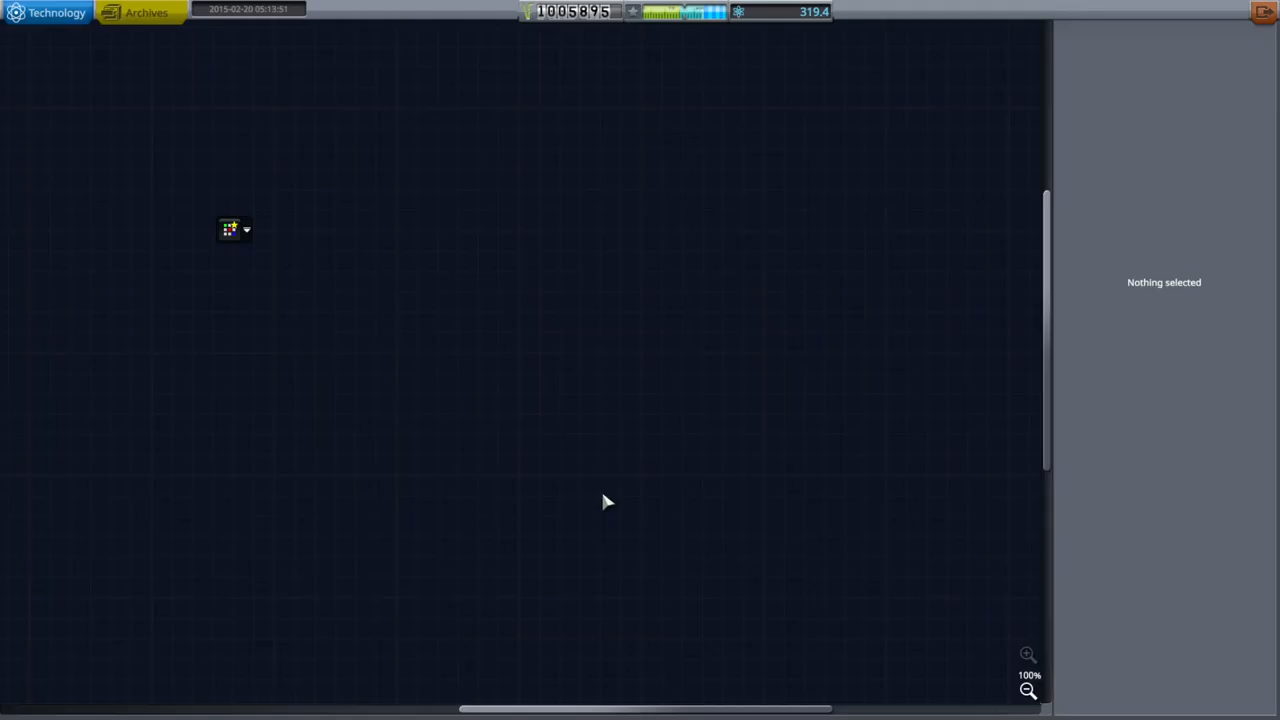 Technology
Archives
2015-02-20 05:13:51
1005895
319.4
Nothing selected
100%